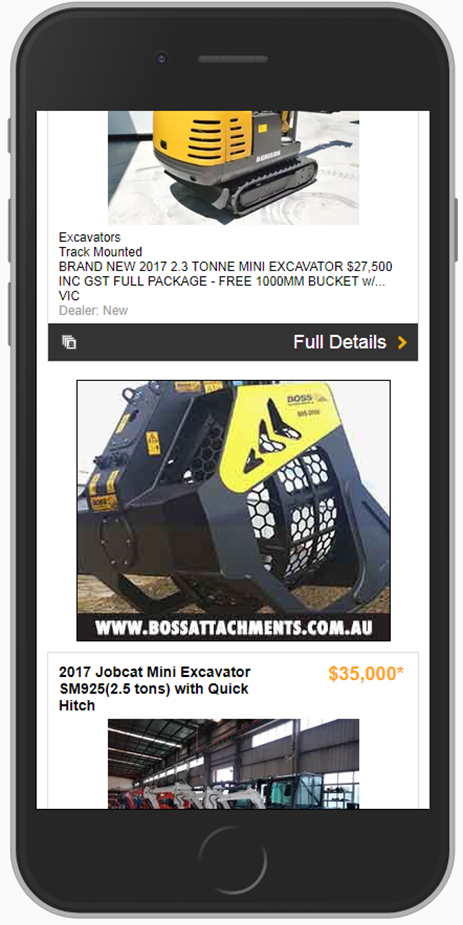 AGRISON
Excavators
Track Mounted
BRAND NEW 2017 2.3 TONNE MINI EXCAVATOR $27,500
INC GST FULL PACKAGE - FREE 1000MM BUCKET w/...
VIC
Dealer: New
Full Details
BOSS
WWW.BOSSATTACHMENTS.COM.AU
2017 Jobcat Mini Excavator
SM925(2.5 tons) with Quick
Hitch
$35,000*